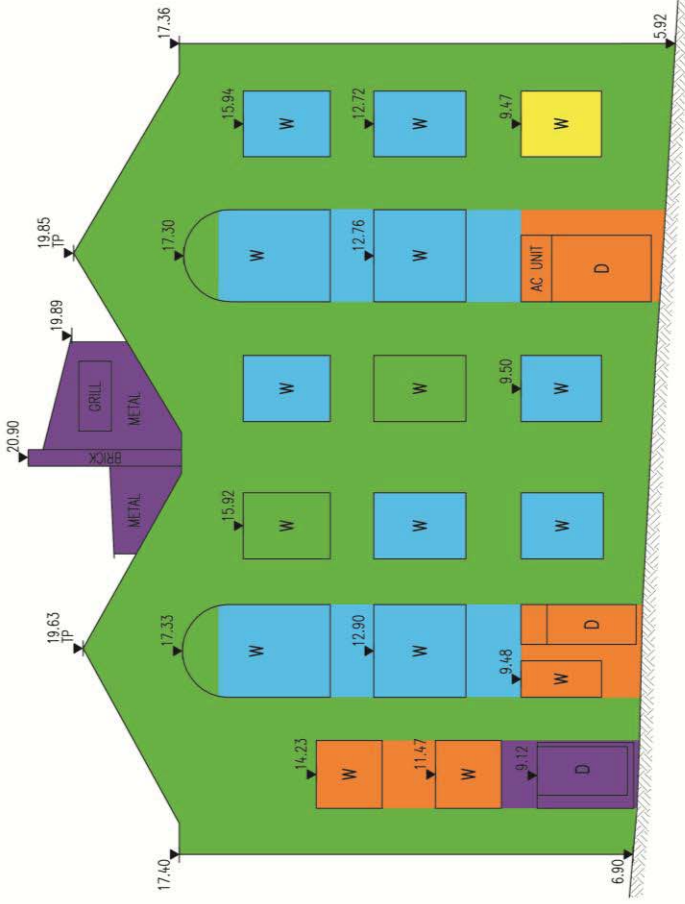 20.90
19.89
19.85
TP
19.63
TP
GRILL
METAL
BRICK
METAL
17.40
17.33
17.30
17.36
15.92
15.94
W
W
W
W
W
14.23
12.90
12.76
12.72
W
W
W
W
W
W
11.47
W
9.12
9.48
9.50
9.47
AC UNIT
D
W
D
W
W
D
W
6.90
5.92